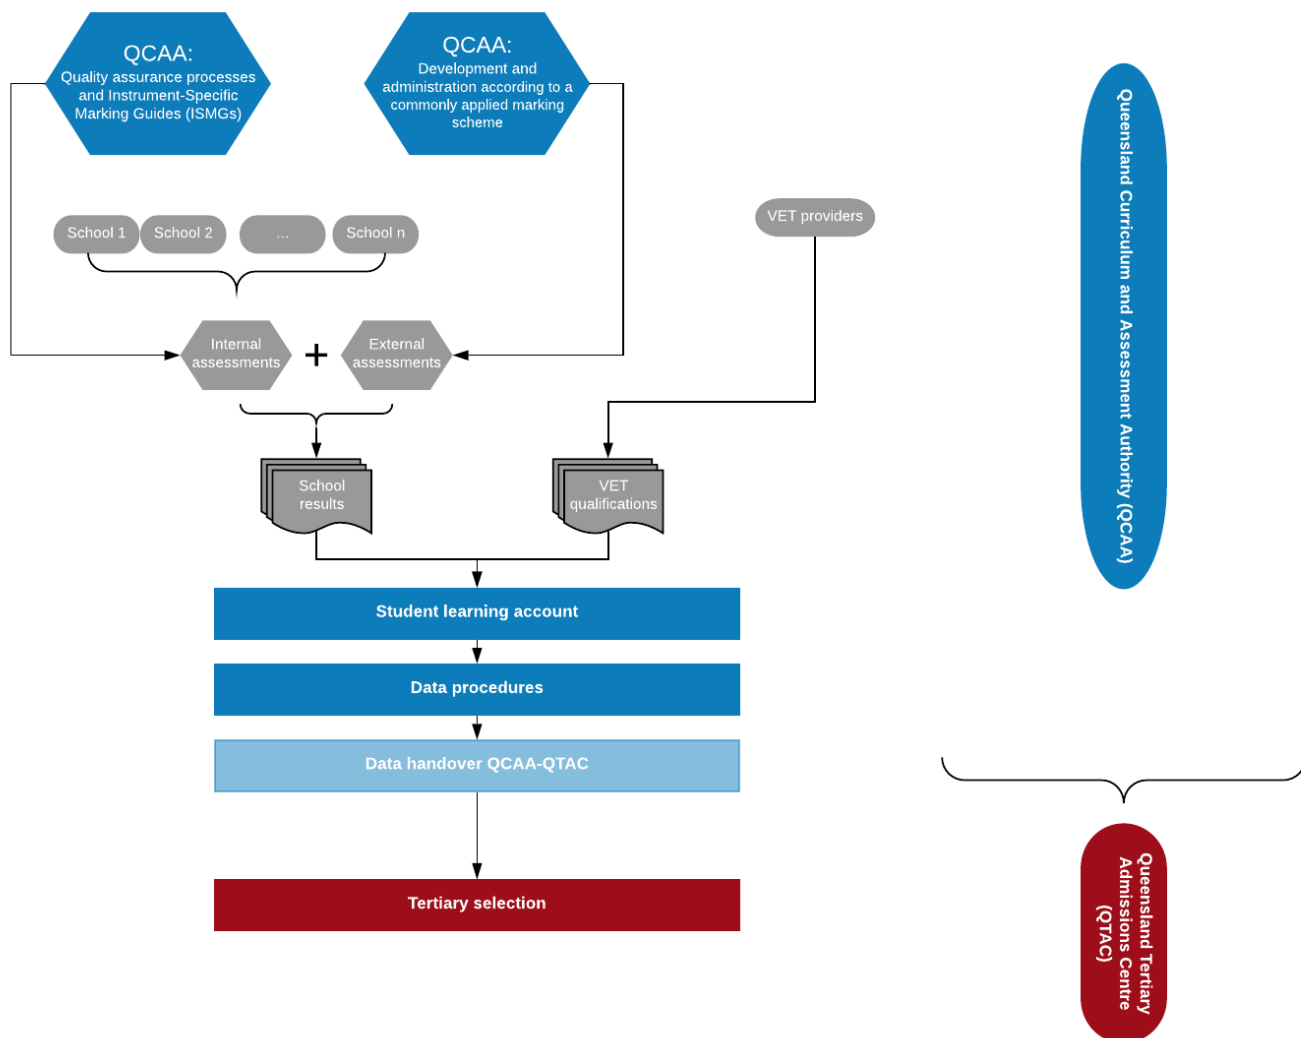 QCAA:
Quality assurance processes
and Instrument-Specific
Marking Guides (ISMGs)
QCAA:
Development and
administration according to a
commonly applied marking
scheme
School 1
School 2
...
School n
VET providers
Internal
assessments
+
External
assessments
School
results
VET
qualifications
Student learning account
Data procedures
Data handover QCAA-QTAC
Tertiary selection
Queensland Curriculum and Assessment Authority (QCAA)
Queensland Tertiary
Admissions Centre
(QTAC)